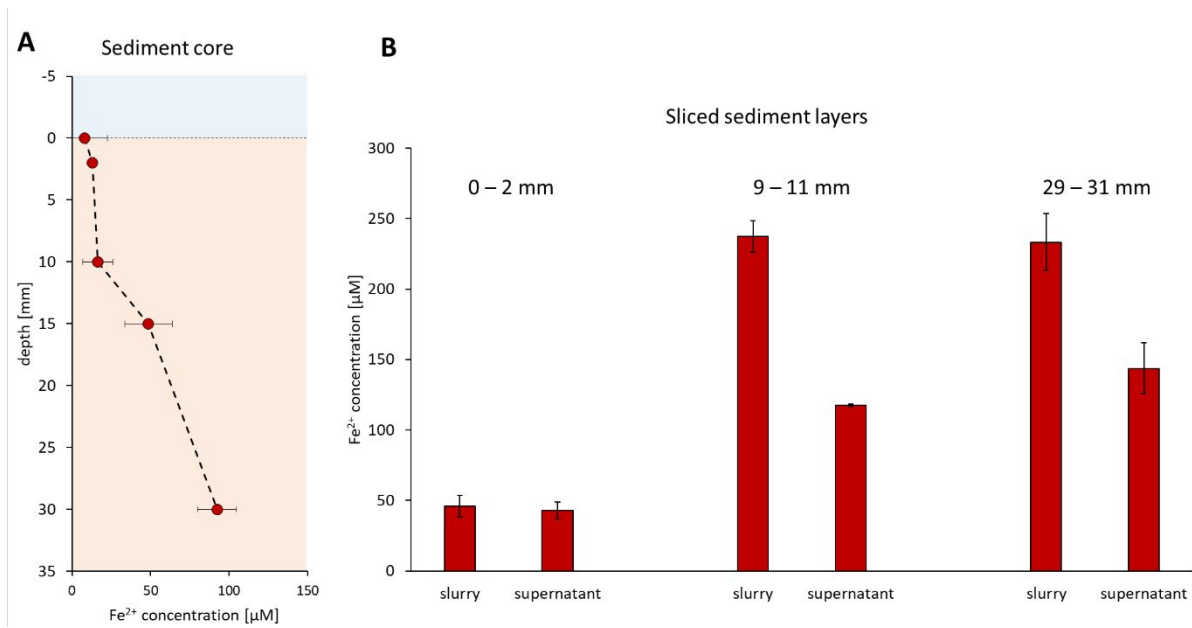 A
Sediment core
-5
0
5
10
15
20
25
30
35
depth [mm]
0
50
100
150
Fe²⁺ concentration [µM]
B
Sliced sediment layers
300
250
200
150
100
50
0
Fe²⁺ concentration [µM]
0 – 2 mm
9 – 11 mm
29 – 31 mm
slurry
supernatant
slurry
supernatant
slurry
supernatant